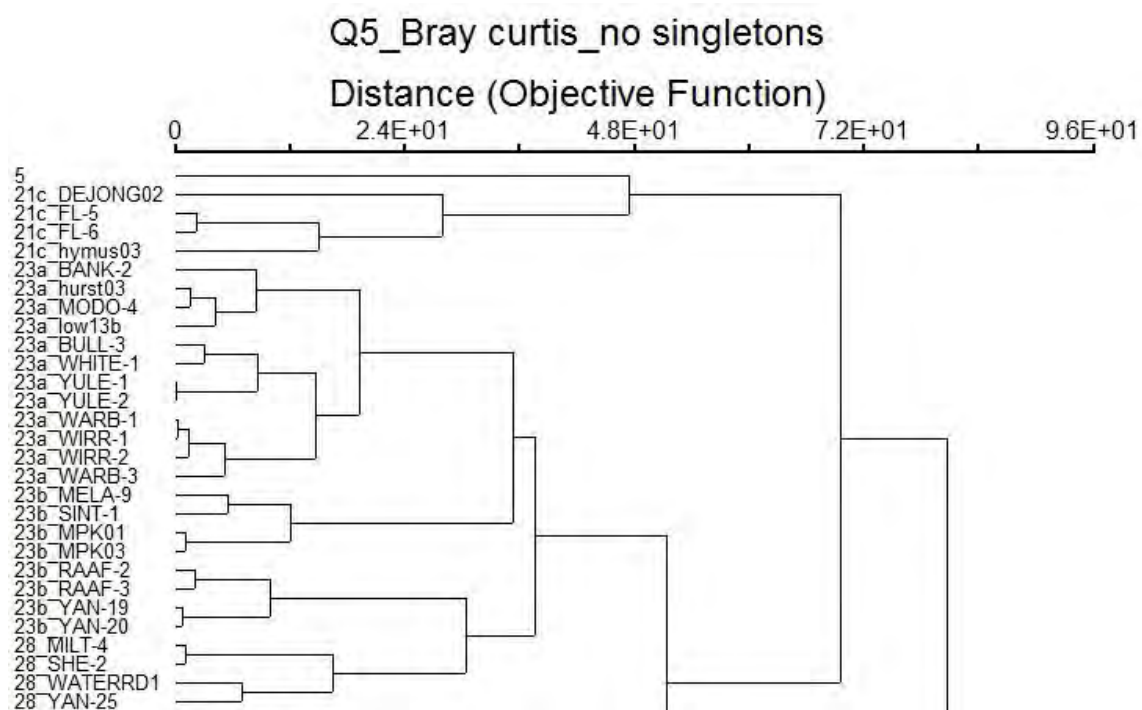 Q5_Bray curtis_no singletons
Distance (Objective Function)
0 2.4E+01 4.8E+01 7.2E+01 9.6E+01
5
21c_DEJONG02
21c_FL-5
21c_FL-6
21c_hymus03
23a_BANK-2
23a_hurst03
23a_MODO-4
23a_low13b
23a_BULL-3
23a_WHITE-1
23a_YULE-1
23a_YULE-2
23a_WARB-1
23a_WIRR-1
23a_WIRR-2
23a_WARB-3
23b_MELA-9
23b_SINT-1
23b_MPK01
23b_MPK03
23b_RAAF-2
23b_RAAF-3
23b_YAN-19
23b_YAN-20
28_MILT-4
28_SHE-2
28_WATERRD1
28_YAN-25